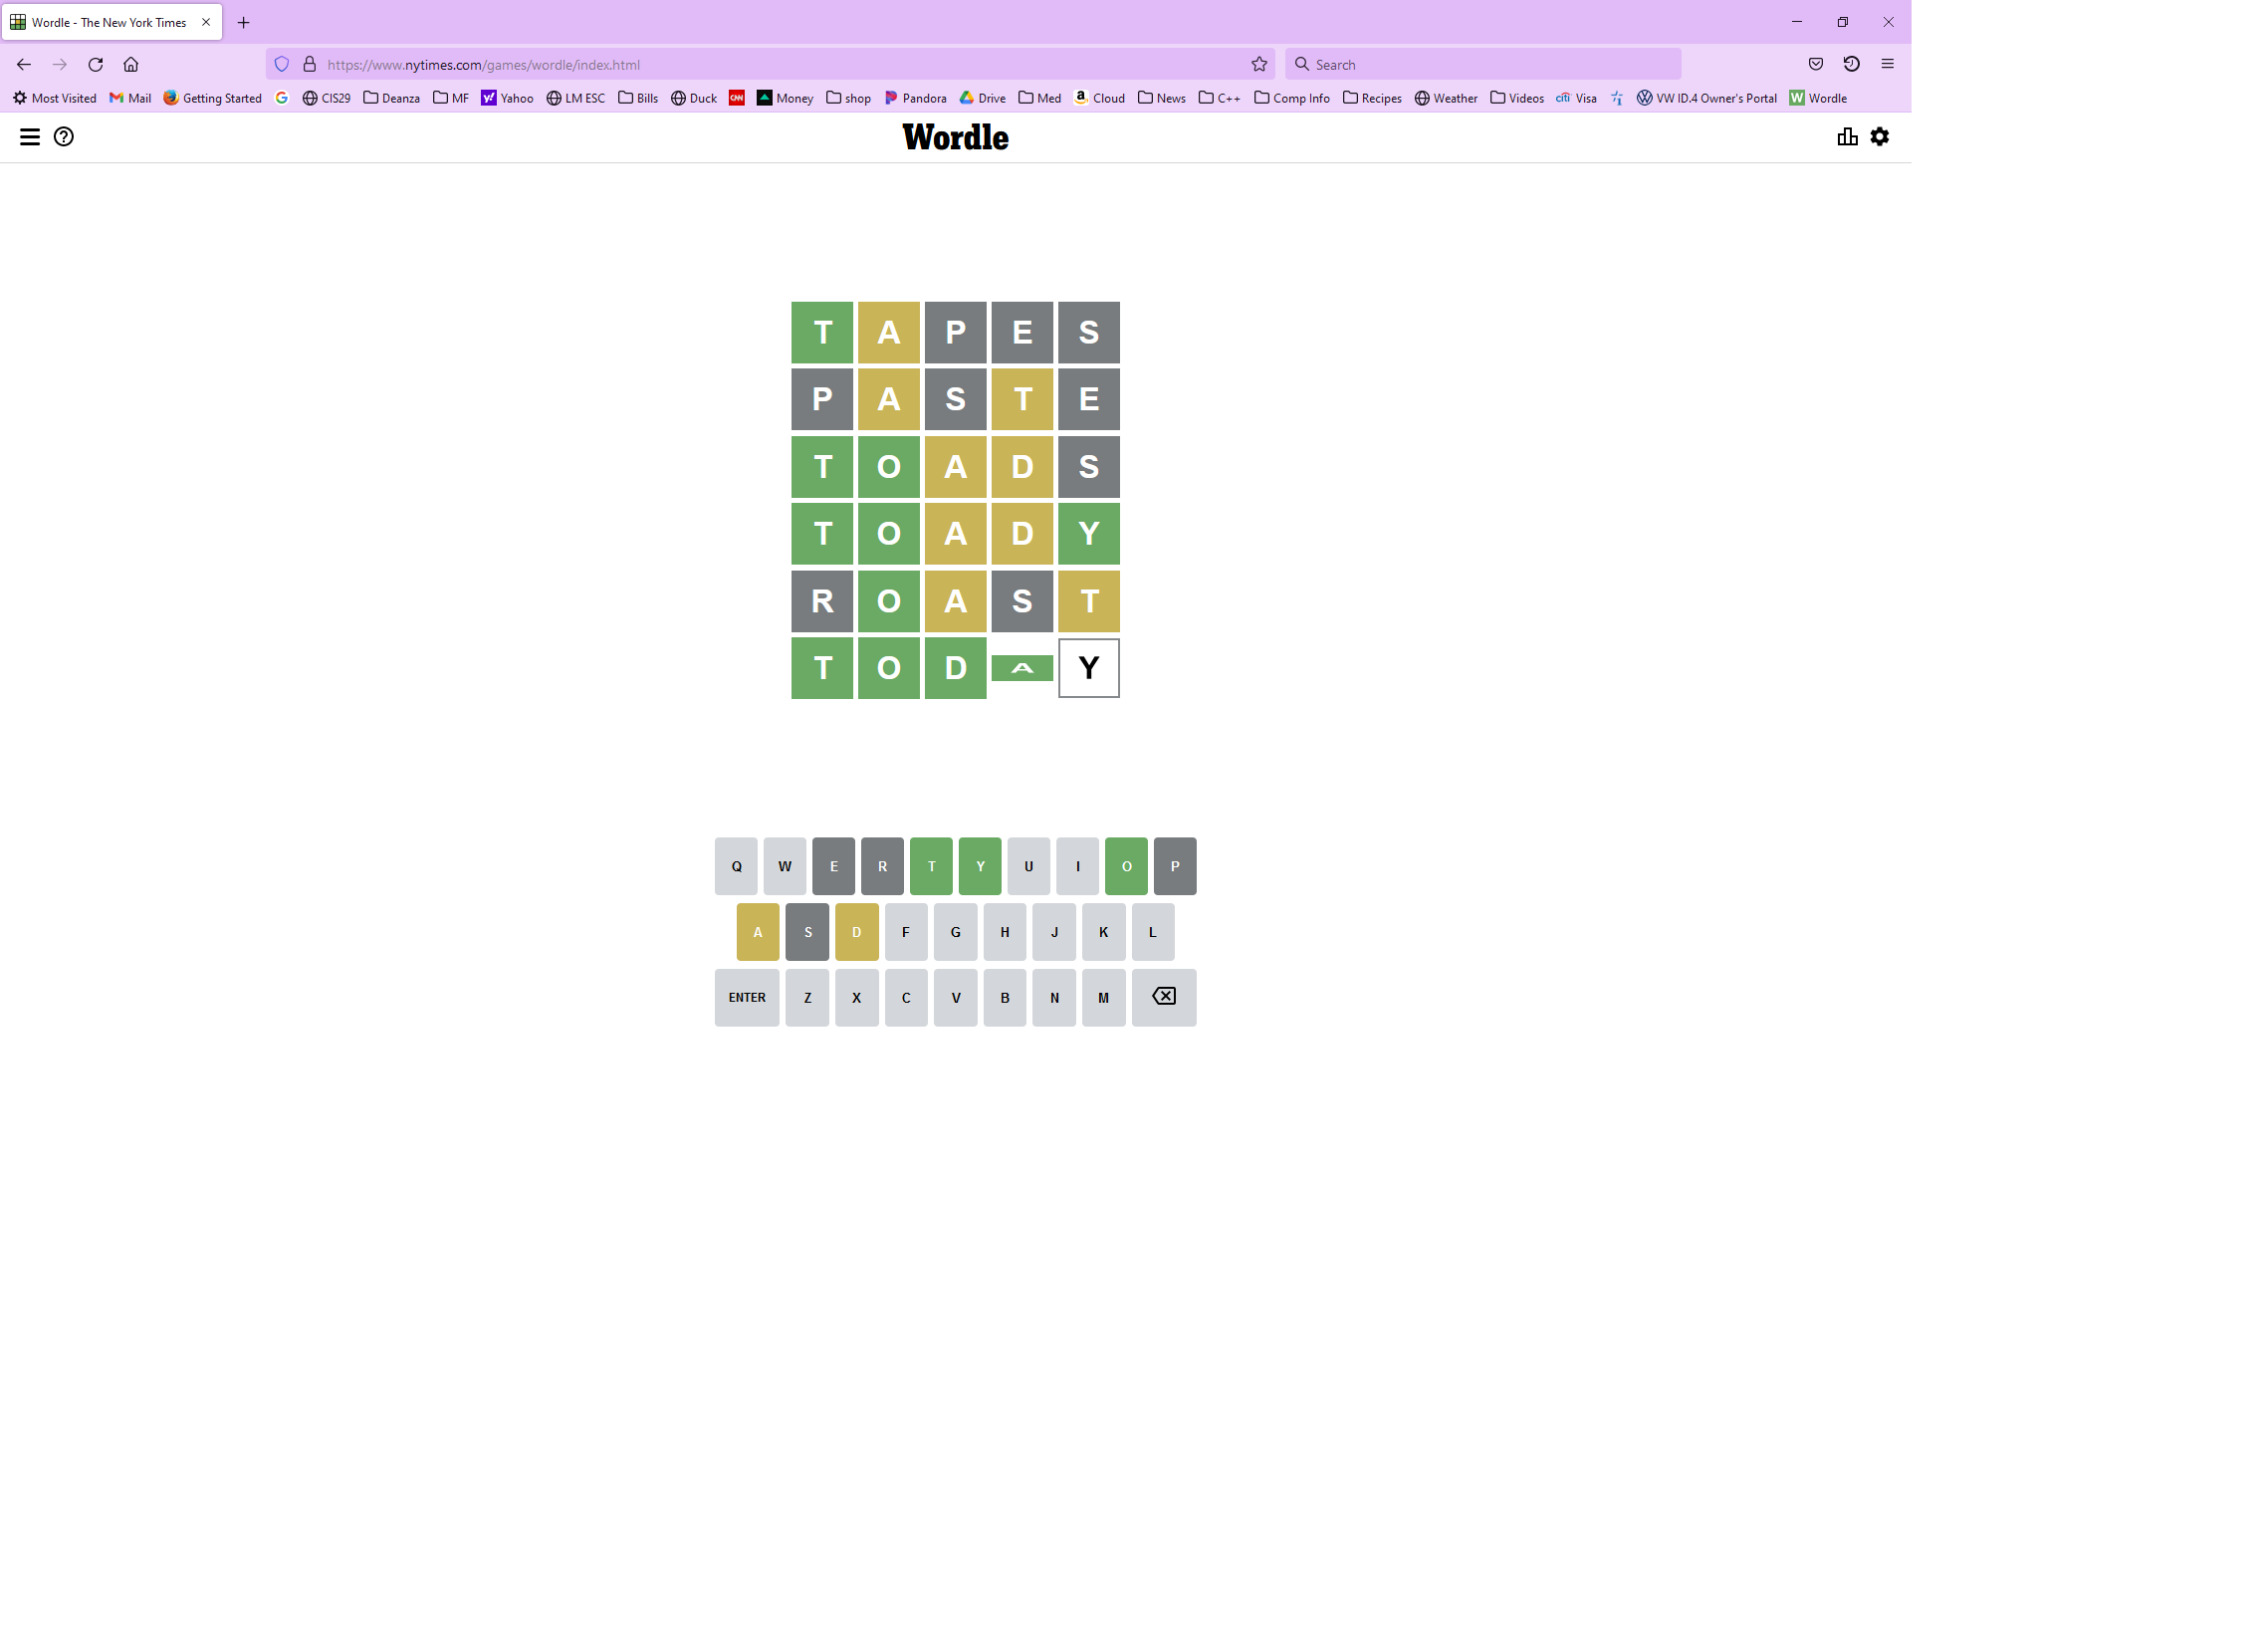 Wordle - The New York Times
https://www.nytimes.com/games/wordle/index.html Search
Most Visited Mail Getting Started CIS29 Deanza MF Yahoo LM ESC Bills Duck CNN Money shop Pandora Drive Med Cloud News C++ Comp Info Recipes Weather Videos citi Visa VW ID.4 Owner's Portal W Wordle
Wordle
T A P E S
P A S T E
T O A D S
T O A D Y
R O A S T
T O D A Y
Q W E R T Y U I O P
A S D F G H J K L
ENTER Z X C V B N M